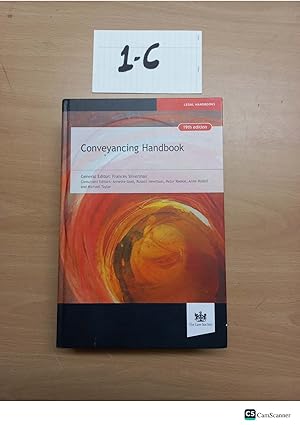 1-C
LEGAL HANDBOOKS
19th edition
Conveyancing Handbook
General Editor: Frances Silverman
Consultant Editors: Annette Goss, Russell Hewitson, Peter Reekie, Anne Rodell
and Michael Taylor
The Law Society
CS CamScanner